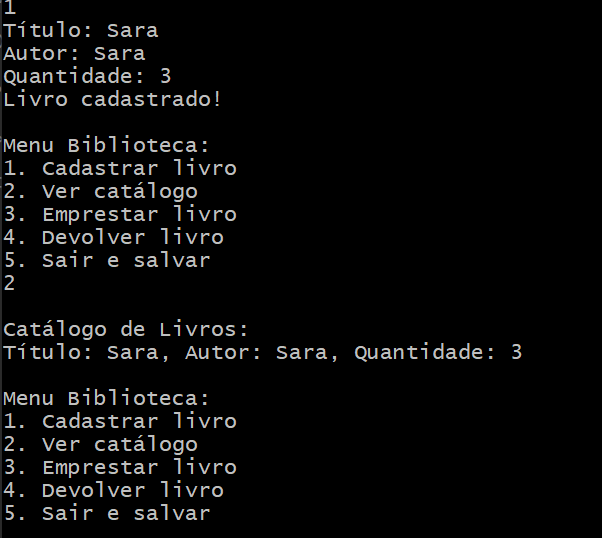 1
Título: Sara
Autor: Sara
Quantidade: 3
Livro cadastrado!
Menu Biblioteca:
1. Cadastrar livro
2. Ver catálogo
3. Emprestar livro
4. Devolver livro
5. Sair e salvar
2
Catálogo de Livros:
Título: Sara, Autor: Sara, Quantidade: 3
Menu Biblioteca:
1. Cadastrar livro
2. Ver catálogo
3. Emprestar livro
4. Devolver livro
5. Sair e salvar